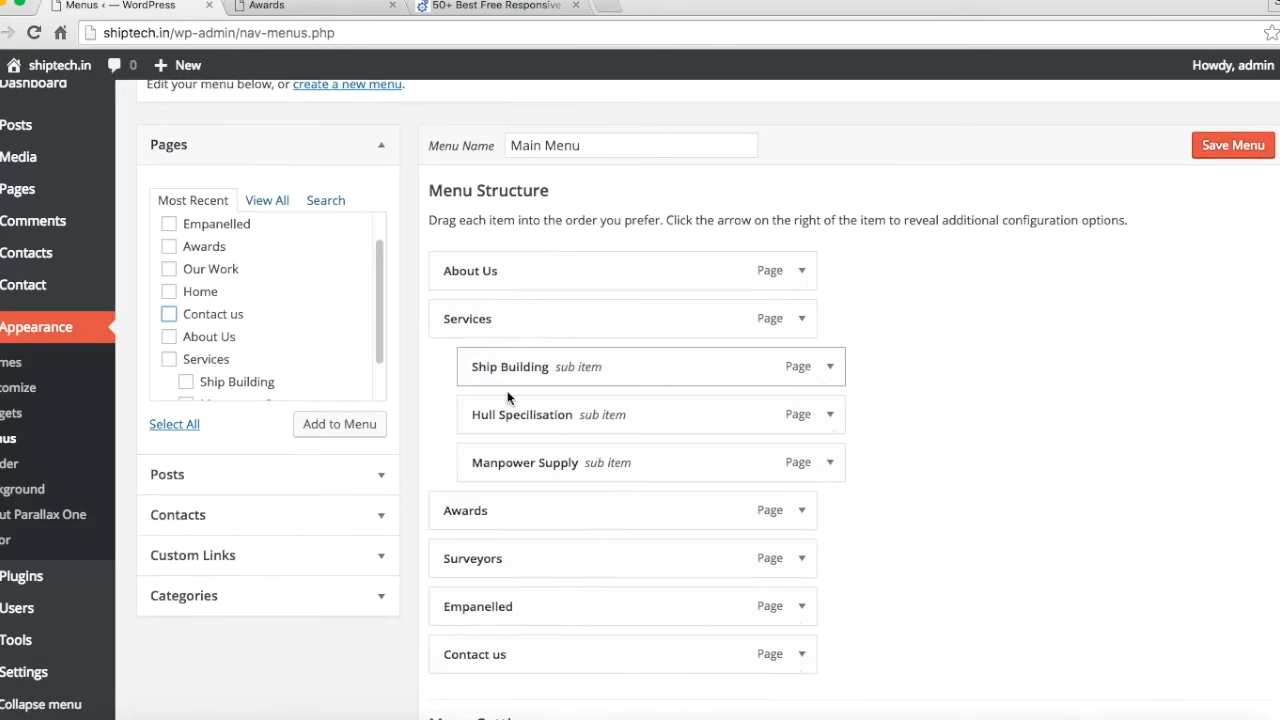 Menus ‹ — WordPress
Awards
50+ Best Free Responsive
shiptech.in/wp-admin/nav-menus.php
shiptech.in 0 + New Howdy, admin
Dashboard
Posts
Media
Pages
Comments
Contacts
Contact
Appearance
mes
tomize
gets
us
der
kground
ut Parallax One
or
Plugins
Users
Tools
Settings
Collapse menu
Edit your menu below, or create a new menu.
Pages
Most Recent View All Search
Empanelled
Awards
Our Work
Home
Contact us
About Us
Services
Ship Building
Select All Add to Menu
Posts
Contacts
Custom Links
Categories
Menu Name Main Menu Save Menu
Menu Structure
Drag each item into the order you prefer. Click the arrow on the right of the item to reveal additional configuration options.
About Us Page
Services Page
Ship Building sub item Page
Hull Specilisation sub item Page
Manpower Supply sub item Page
Awards Page
Surveyors Page
Empanelled Page
Contact us Page